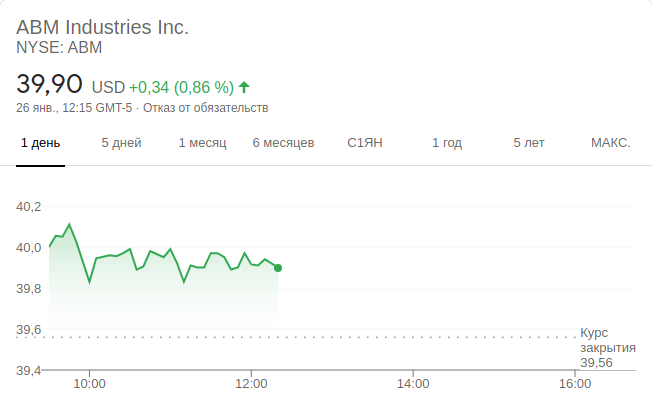 ABM Industries Inc.
NYSE: ABM
39,90 USD +0,34 (0,86 %)
26 янв., 12:15 GMT-5 · Отказ от обязательств
1 день 5 дней 1 месяц 6 месяцев С1ЯН 1 год 5 лет МАКС.
40,2
40,0
39,8
39,6
Курс
закрытия
39,56
39,4
10:00 12:00 14:00 16:00